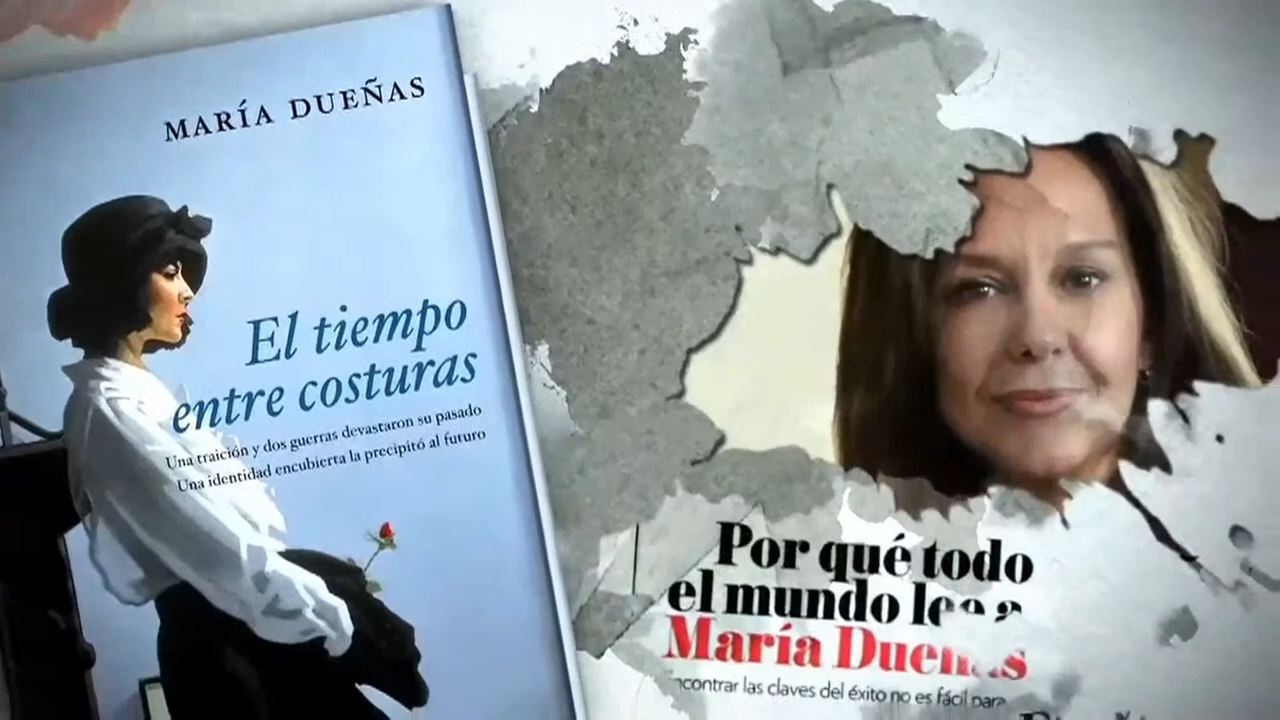 MARÍA DUEÑAS
El tiempo
entre costuras
Una traición y dos guerras devastaron su pasado
Una identidad encubierta la precipitó al futuro
Por qué todo
el mundo lee a
María Dueñas
encontrar las claves del éxito no es fácil para